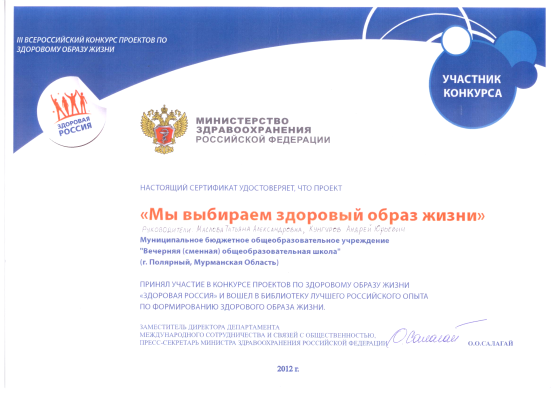 III ВСЕРОССИЙСКИЙ КОНКУРС ПРОЕКТОВ ПО
ЗДОРОВОМУ ОБРАЗУ ЖИЗНИ
УЧАСТНИК
КОНКУРСА
ЗДОРОВАЯ
РОССИЯ
МИНИСТЕРСТВО
ЗДРАВООХРАНЕНИЯ
РОССИЙСКОЙ ФЕДЕРАЦИИ
НАСТОЯЩИЙ СЕРТИФИКАТ УДОСТОВЕРЯЕТ, ЧТО ПРОЕКТ
«Мы выбираем здоровый образ жизни»
Татьяна Александровна, Андрей Юрьевич
Муниципальное бюджетное общеобразовательное учреждение
"Вечерняя (сменная) общеобразовательная школа"
(г. Полярный, Мурманская Область)
ПРИНЯЛ УЧАСТИЕ В КОНКУРСЕ ПРОЕКТОВ ПО ЗДОРОВОМУ ОБРАЗУ ЖИЗНИ
«ЗДОРОВАЯ РОССИЯ» И ВОШЕЛ В БИБЛИОТЕКУ ЛУЧШЕГО РОССИЙСКОГО ОПЫТА
ПО ФОРМИРОВАНИЮ ЗДОРОВОГО ОБРАЗА ЖИЗНИ.
ЗАМЕСТИТЕЛЬ ДИРЕКТОРА ДЕПАРТАМЕНТА
МЕЖДУНАРОДНОГО СОТРУДНИЧЕСТВА И СВЯЗЕЙ С ОБЩЕСТВЕННОСТЬЮ,
ПРЕСС-СЕКРЕТАРЬ МИНИСТРА ЗДРАВООХРАНЕНИЯ РОССИЙСКОЙ ФЕДЕРАЦИИ
О.О.САЛАГАЙ
2012 г.